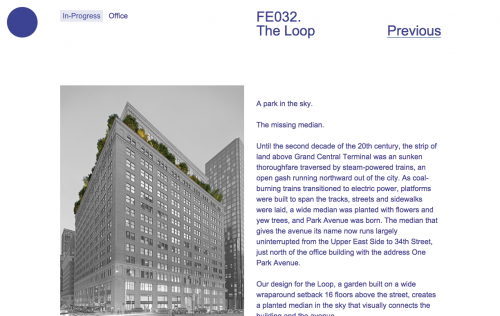 In-Progress Office
FE032.
The Loop
Previous
A park in the sky.
The missing median.
Until the second decade of the 20th century, the strip of
land above Grand Central Terminal was an sunken
thoroughfare traversed by steam-powered trains, an
open gash running northward out of the city. As coal-
burning trains transitioned to electric power, platforms
were built to span the tracks, streets and sidewalks
were laid, a wide median was planted with flowers and
yew trees, and Park Avenue was born. The median that
gives the avenue its name now runs largely
uninterrupted from the Upper East Side to 34th Street,
just north of the office building with the address One
Park Avenue.
Our design for the Loop, a garden built on a wide
wraparound setback 16 floors above the street, creates
a planted median in the sky that visually connects the
building and the avenue.